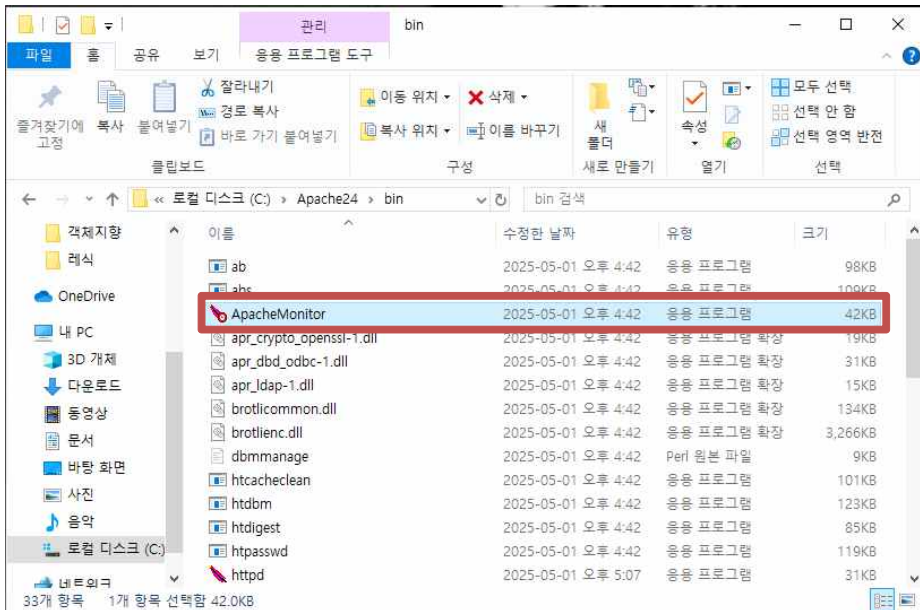 관리 bin
파일 홈 공유 보기 응용 프로그램 도구
즐겨찾기에 고정 복사 붙여넣기
잘라내기
경로 복사
바로 가기 붙여넣기
이동 위치 삭제
복사 위치 이름 바꾸기
새 폴더
속성
모두 선택
선택 안 함
선택 영역 반전
클립보드 구성 새로 만들기 열기 선택
« 로컬 디스크 (C:) › Apache24 › bin bin 검색
객체지향
레식
OneDrive
내 PC
3D 개체
다운로드
동영상
문서
바탕 화면
사진
음악
로컬 디스크 (C:)
네트워크
이름 수정한 날짜 유형 크기
ab 2025-05-01 오후 4:42 응용 프로그램 98KB
abs 2025-05-01 오후 4:42 응용 프로그램 109KB
ApacheMonitor 2025-05-01 오후 4:42 응용 프로그램 42KB
apr_crypto_openssl-1.dll 2025-05-01 오후 4:42 응용 프로그램 확장 19KB
apr_dbd_odbc-1.dll 2025-05-01 오후 4:42 응용 프로그램 확장 31KB
apr_ldap-1.dll 2025-05-01 오후 4:42 응용 프로그램 확장 15KB
brotlicommon.dll 2025-05-01 오후 4:42 응용 프로그램 확장 134KB
brotlienc.dll 2025-05-01 오후 4:42 응용 프로그램 확장 3,266KB
dbmmanage 2025-05-01 오후 4:42 Perl 원본 파일 9KB
htcacheclean 2025-05-01 오후 4:42 응용 프로그램 101KB
htdbm 2025-05-01 오후 4:42 응용 프로그램 123KB
htdigest 2025-05-01 오후 4:42 응용 프로그램 85KB
htpasswd 2025-05-01 오후 4:42 응용 프로그램 119KB
httpd 2025-05-01 오후 5:07 응용 프로그램 31KB
33개 항목 1개 항목 선택함 42.0KB